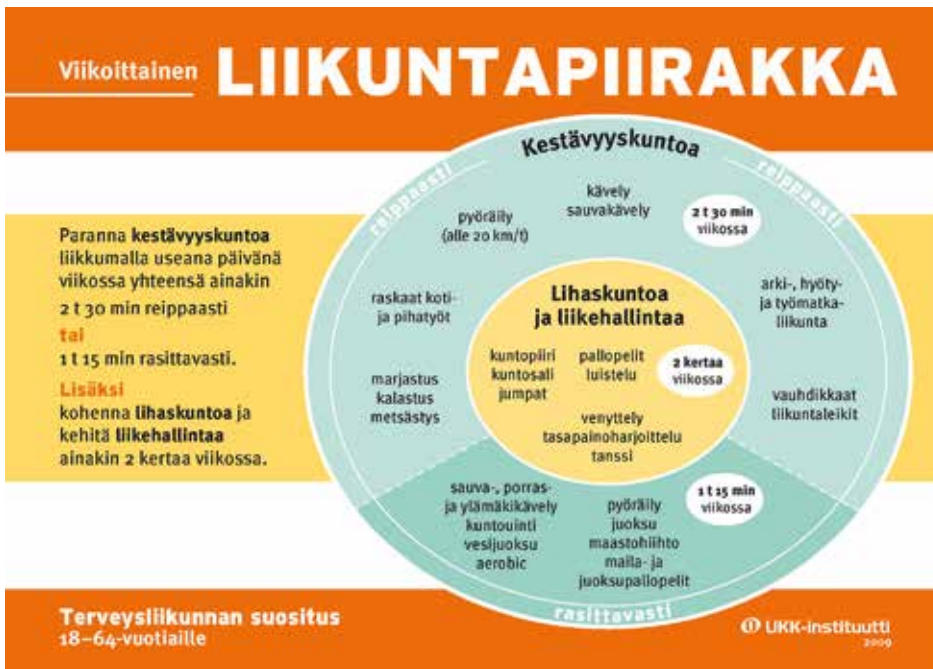 Viikoittainen LIIKUNTAPIIRAKKA
Paranna kestävyyskuntoa
liikkumalla useana päivänä
viikossa yhteensä ainakin
2 t 30 min reippaasti
tai
1 t 15 min rasittavasti.
Lisäksi
kohenna lihaskuntoa ja
kehitä liikehallintaa
ainakin 2 kertaa viikossa.
Kestävyyskuntoa
reippaasti
reippaasti
kävely
sauvakävely
2 t 30 min
viikossa
pyöräily
(alle 20 km/t)
raskaat koti-
ja pihatyöt
marjastus
kalastus
metsästys
arki-, hyöty-
ja työmatka-
liikunta
vauhdikkaat
liikuntaleikit
Lihaskuntoa
ja liikehallintaa
kuntopiiri
kuntosali
jumpat
pallopelit
luistelu
2 kertaa
viikossa
venyttely
tasapainoharjoittelu
tanssi
sauva-, porras-
ja ylämäkikävely
kuntouinti
vesijuoksu
aerobic
pyöräily
juoksu
maastohiihto
maila- ja
juoksupallopelit
1 t 15 min
viikossa
rasittavasti
Terveysliikunnan suositus
18–64-vuotiaille
UKK-instituutti
2009